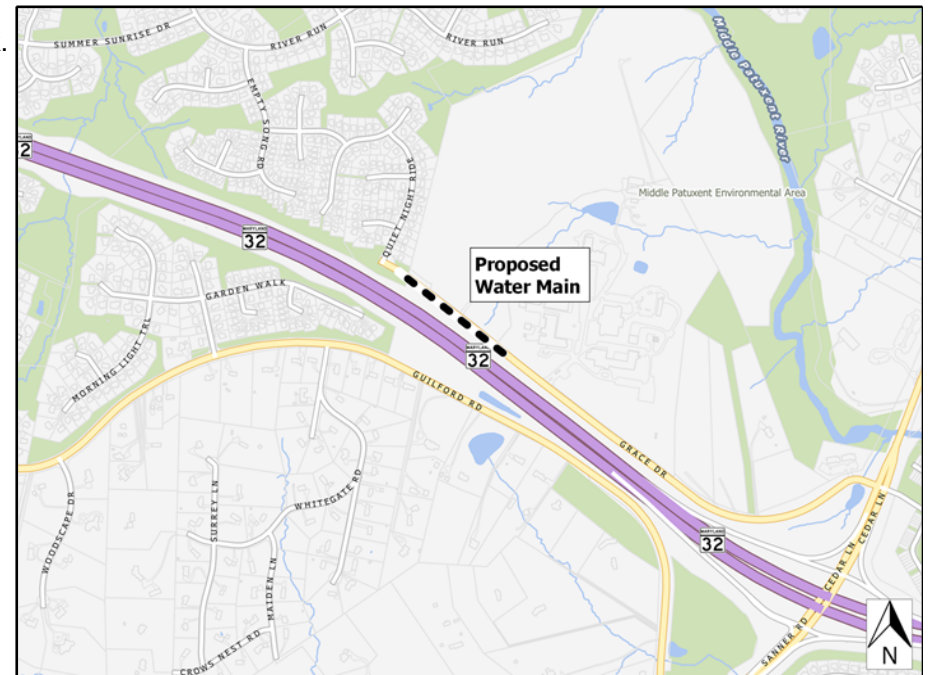 SUMMER SUNRISE DR
RIVER RUN
RIVER RUN
EMPTY SONG RD
QUIET NIGHT RIDE
Middle Patuxent River
Middle Patuxent Environmental Area
2
MARYLAND
32
Proposed
Water Main
GARDEN WALK
MORNING LIGHT TRL
32
GUILFORD RD
GRACE DR
WOODSCAPE DR
SURREY LN
WHITEGATE RD
MAIDEN LN
CROWS NEST RD
MARYLAND
32
CEDAR LN
CEDAR LN
SANNER RD
N